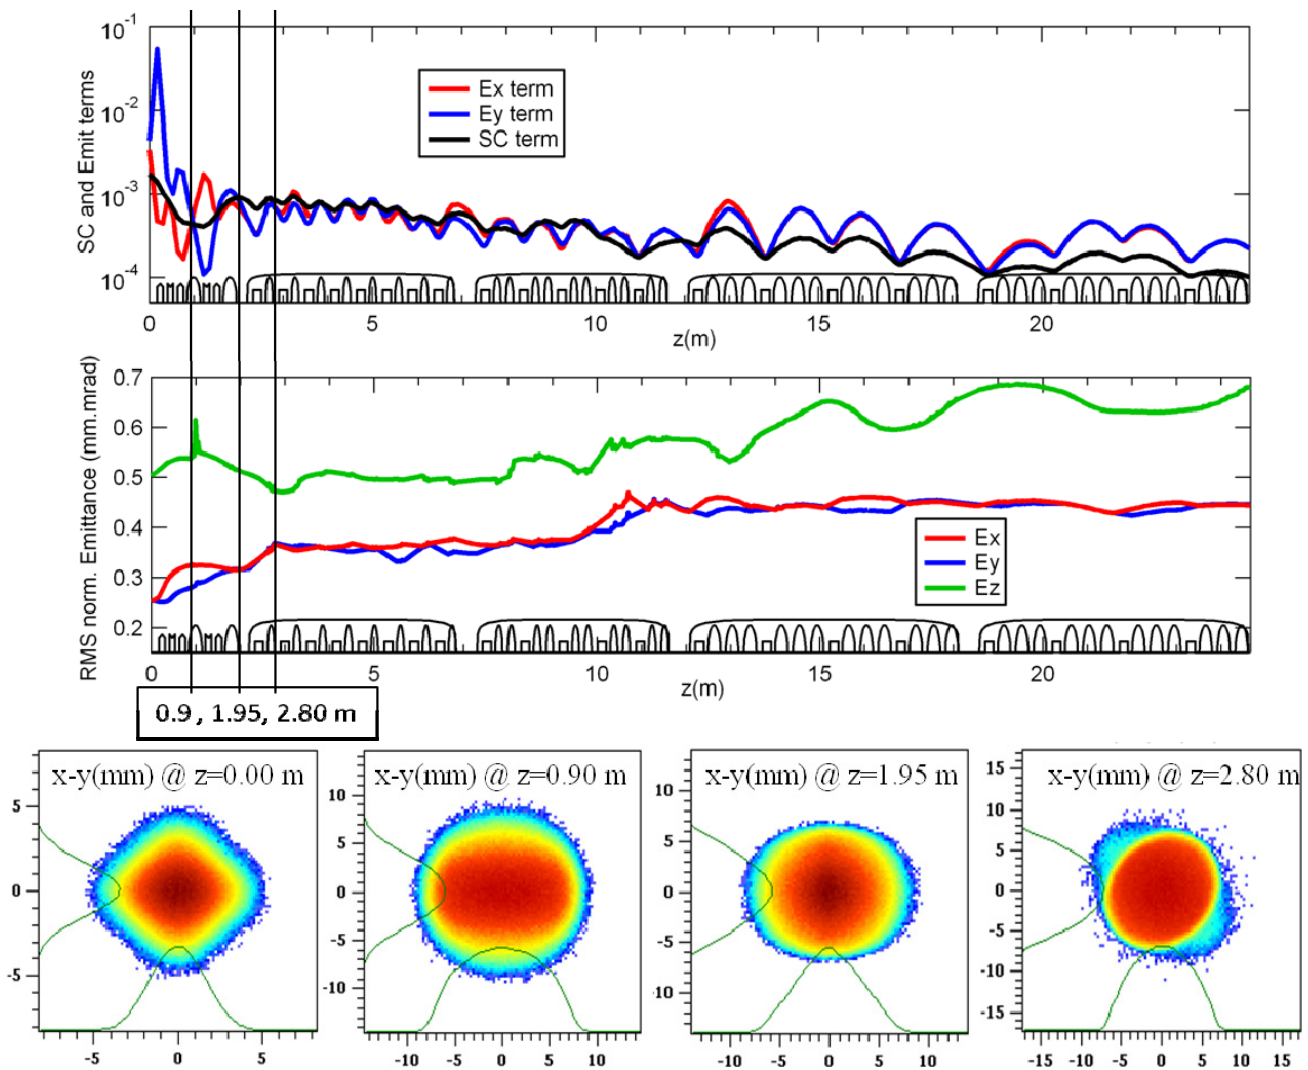 10-1
10-2
10-3
10-4
SC and Emit terms
Ex term
Ey term
SC term
0 5 10 15 20
z(m)
RMS norm. Emittance (mm.mrad)
0.7
0.6
0.5
0.4
0.3
0.2
Ex
Ey
Ez
0 5 10 15 20
z(m)
0.9 , 1.95, 2.80 m
x-y(mm) @ z=0.00 m
5
0
-5
-5 0 5
x-y(mm) @ z=0.90 m
10
5
0
-5
-10
-10 -5 0 5 10
x-y(mm) @ z=1.95 m
10
5
0
-5
-10
-10 -5 0 5 10
x-y(mm) @ z=2.80 m
15
10
5
0
-5
-10
-15
-15 -10 -5 0 5 10 15